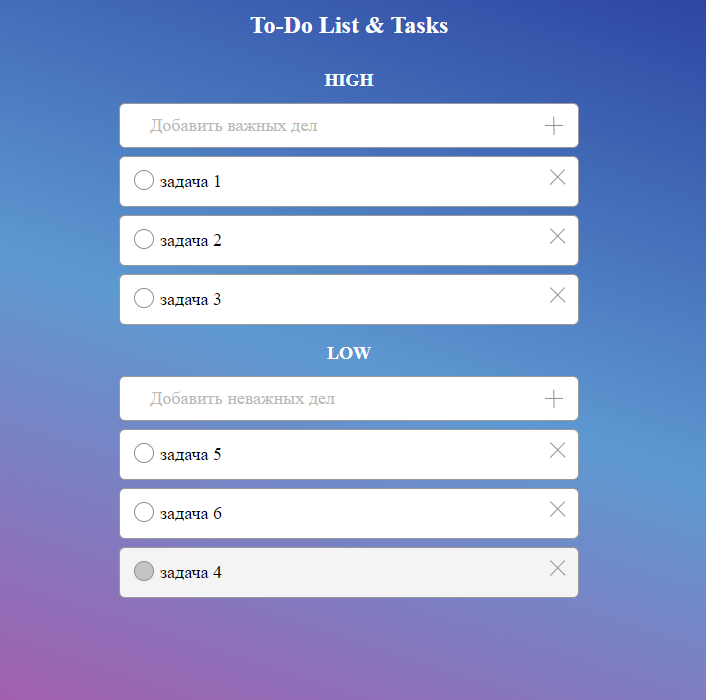 To-Do List & Tasks
HIGH
Добавить важных дел
задача 1
задача 2
задача 3
LOW
Добавить неважных дел
задача 5
задача 6
задача 4